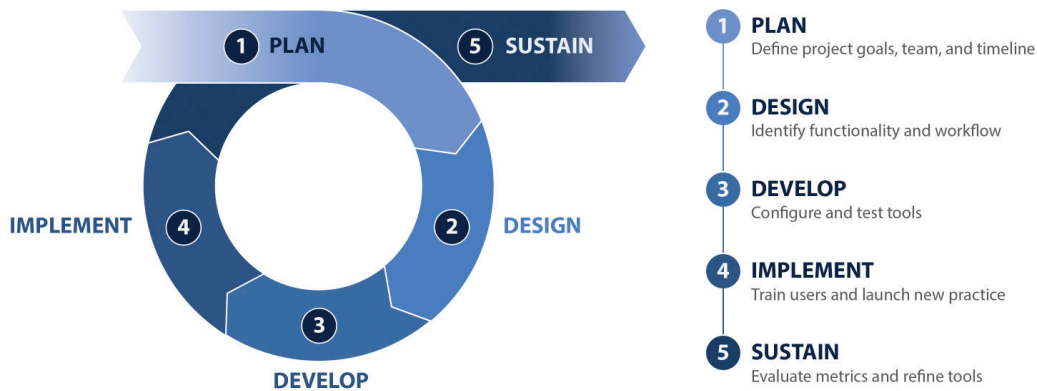 1 PLAN
5 SUSTAIN
2 DESIGN
3
DEVELOP
IMPLEMENT 4
1 PLAN
Define project goals, team, and timeline
2 DESIGN
Identify functionality and workflow
3 DEVELOP
Configure and test tools
4 IMPLEMENT
Train users and launch new practice
5 SUSTAIN
Evaluate metrics and refine tools